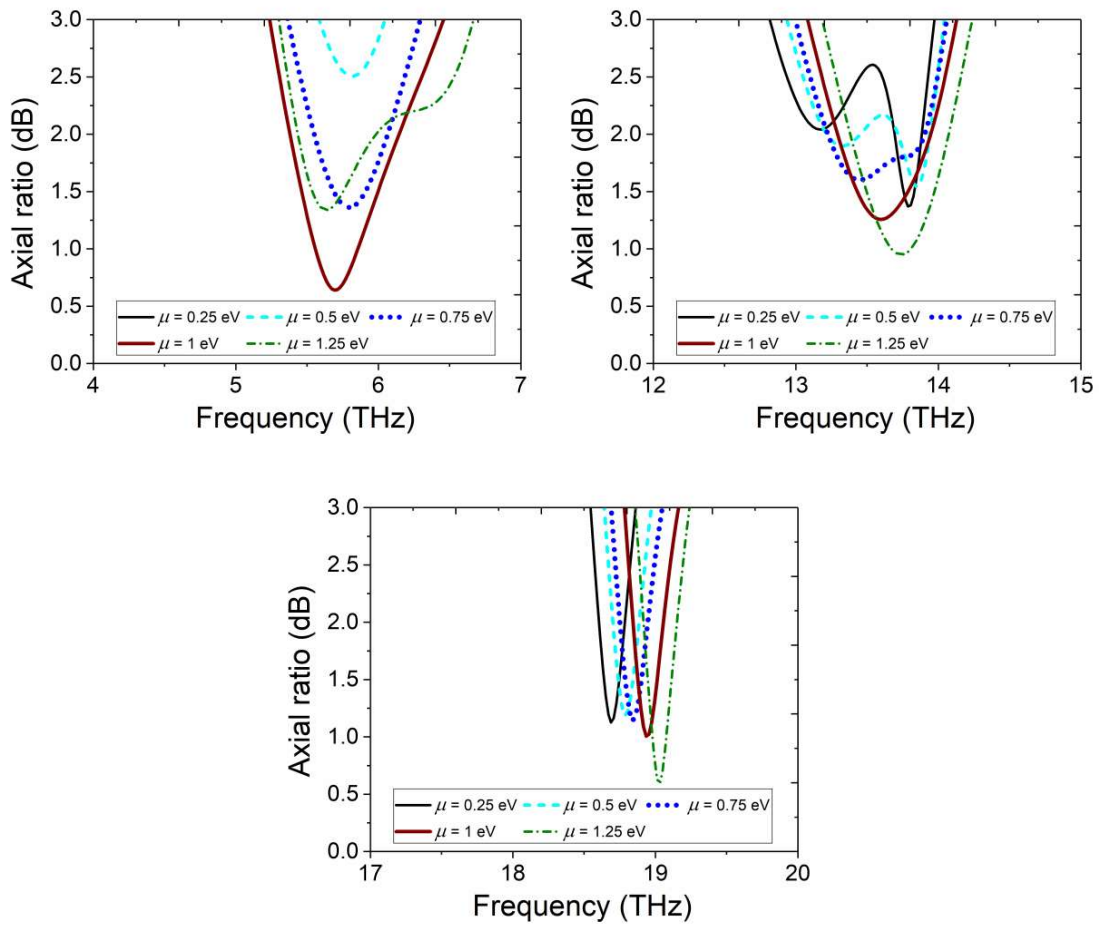 3.0
2.5
2.0
1.5
1.0
0.5
0.0
Axial ratio (dB)
μ = 0.25 eV μ = 0.5 eV μ = 0.75 eV
μ = 1 eV μ = 1.25 eV
4 5 6 7
Frequency (THz)
3.0
2.5
2.0
1.5
1.0
0.5
0.0
Axial ratio (dB)
μ = 0.25 eV μ = 0.5 eV μ = 0.75 eV
μ = 1 eV μ = 1.25 eV
12 13 14 15
Frequency (THz)
3.0
2.5
2.0
1.5
1.0
0.5
0.0
Axial ratio (dB)
μ = 0.25 eV μ = 0.5 eV μ = 0.75 eV
μ = 1 eV μ = 1.25 eV
17 18 19 20
Frequency (THz)